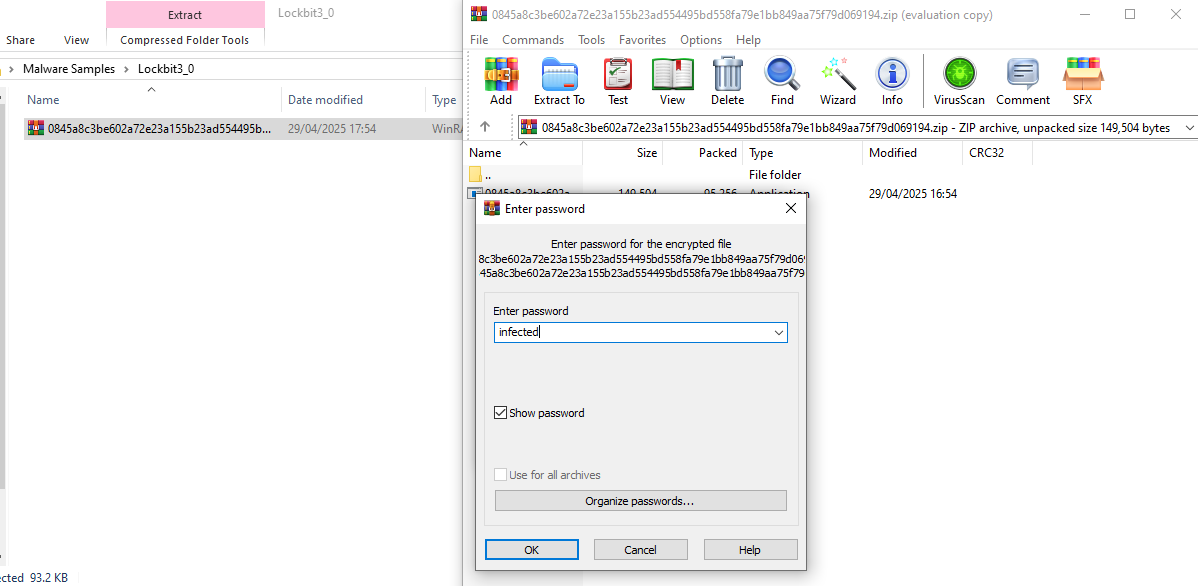 Extract
Lockbit3_0
Share
View
Compressed Folder Tools
Malware Samples
Lockbit3_0
Name
Date modified
Type
0845a8c3be602a72e23a155b23ad554495b...
29/04/2025 17:54
WinRA
ected 93.2 KB
0845a8c3be602a72e23a155b23ad554495bd558fa79e1bb849aa75f79d069194.zip (evaluation copy)
File Commands Tools Favorites Options Help
Add
Extract To
Test
View
Delete
Find
Wizard
Info
VirusScan
Comment
SFX
0845a8c3be602a72e23a155b23ad554495bd558fa79e1bb849aa75f79d069194.zip - ZIP archive, unpacked size 149,504 bytes
Name
Size
Packed
Type
Modified
CRC32
..
File folder
0845a8c3be602a... 149,504 95,256 Application 29/04/2025 16:54
Enter password
Enter password for the encrypted file
8c3be602a72e23a155b23ad554495bd558fa79e1bb849aa75f79d069
45a8c3be602a72e23a155b23ad554495bd558fa79e1bb849aa75f79
Enter password
infected
Show password
Use for all archives
Organize passwords...
OK
Cancel
Help